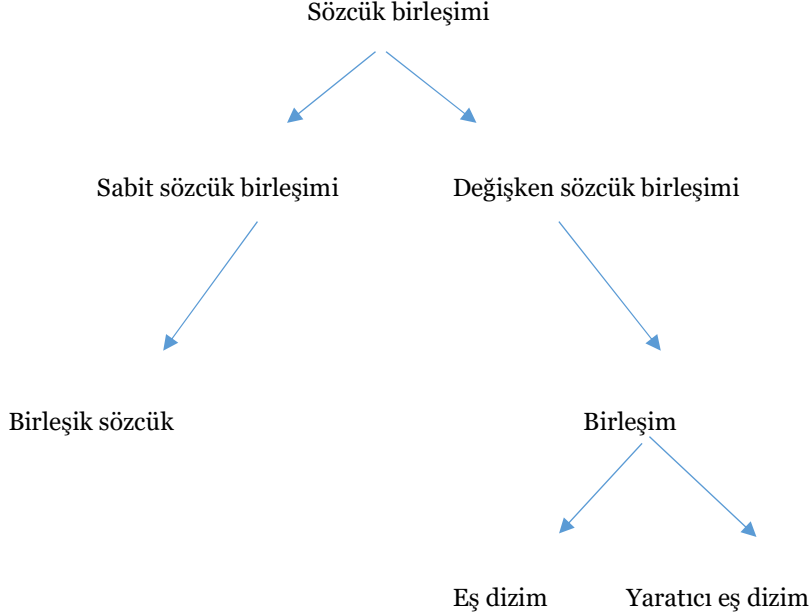 Sözcük birleşimi
Sabit sözcük birleşimi
Değişken sözcük birleşimi
Birleşik sözcük
Birleşim
Eş dizim
Yaratıcı eş dizim